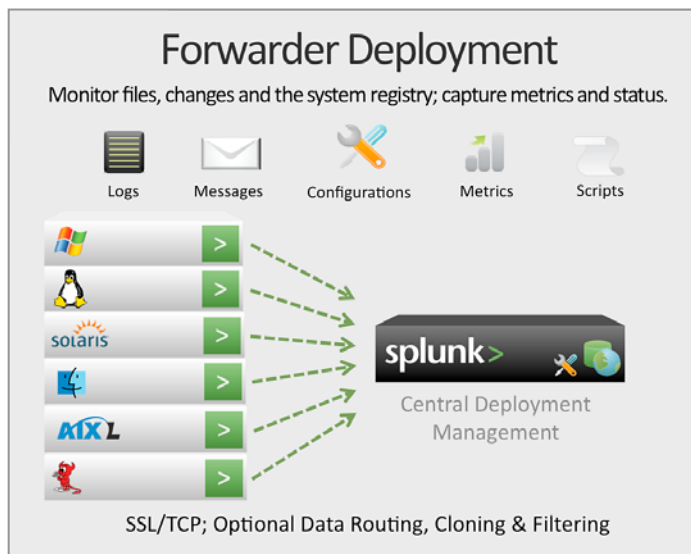 Forwarder Deployment
Monitor files, changes and the system registry; capture metrics and status.
Logs
Messages
Configurations
Metrics
Scripts
>
>
solaris
>
>
AIX L
>
>
splunk>
Central Deployment
Management
SSL/TCP; Optional Data Routing, Cloning & Filtering